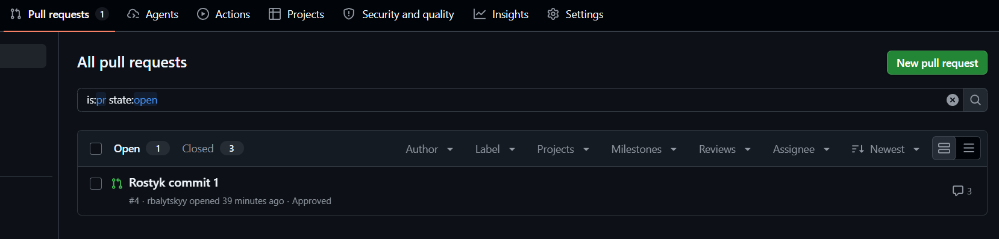 Pull requests 1 Agents Actions Projects Security and quality Insights Settings
All pull requests
New pull request
is:pr state:open
Open 1 Closed 3 Author Label Projects Milestones Reviews Assignee Newest
Rostyk commit 1
#4 · rbalytskyy opened 39 minutes ago · Approved
3